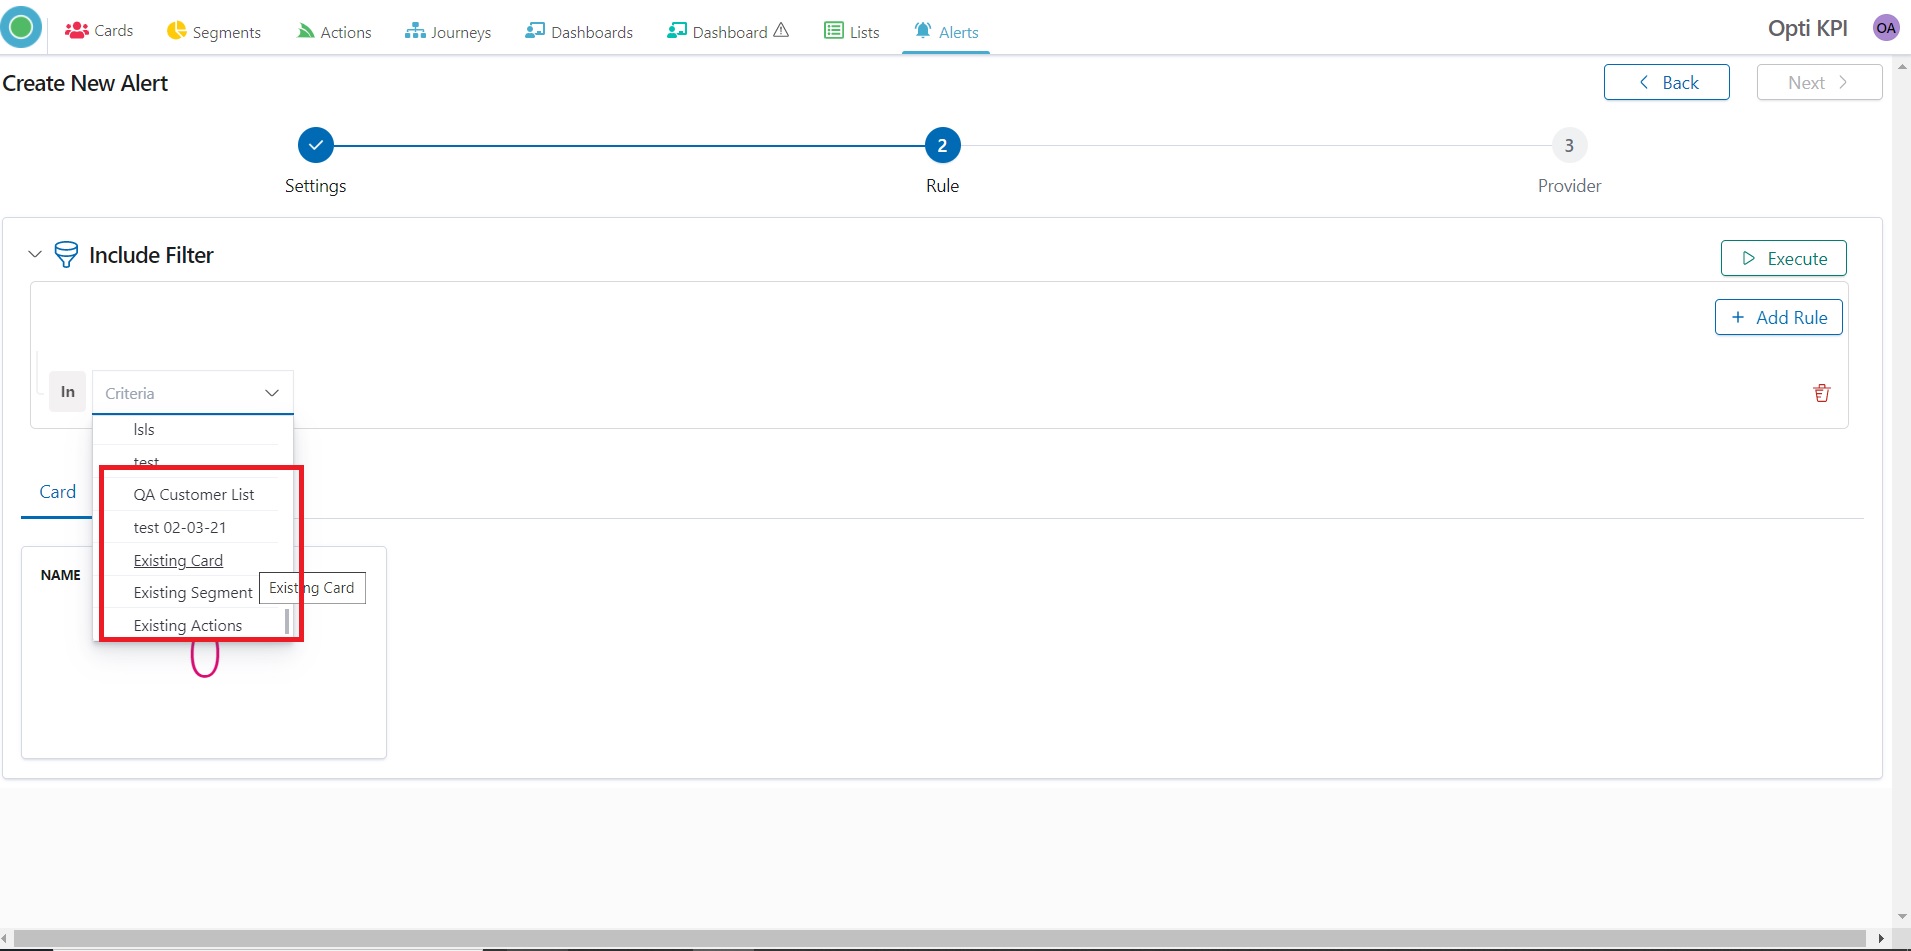 Cards Segments Actions Journeys Dashboards Dashboard Lists Alerts Opti KPI OA
Create New Alert
Back Next
2 3
Settings Rule Provider
Include Filter
Execute
Add Rule
In Criteria
lsls
test
QA Customer List
Card
test 02-03-21
Existing Card
NAME
Existing Card
Existing Segment
Existing Actions
0